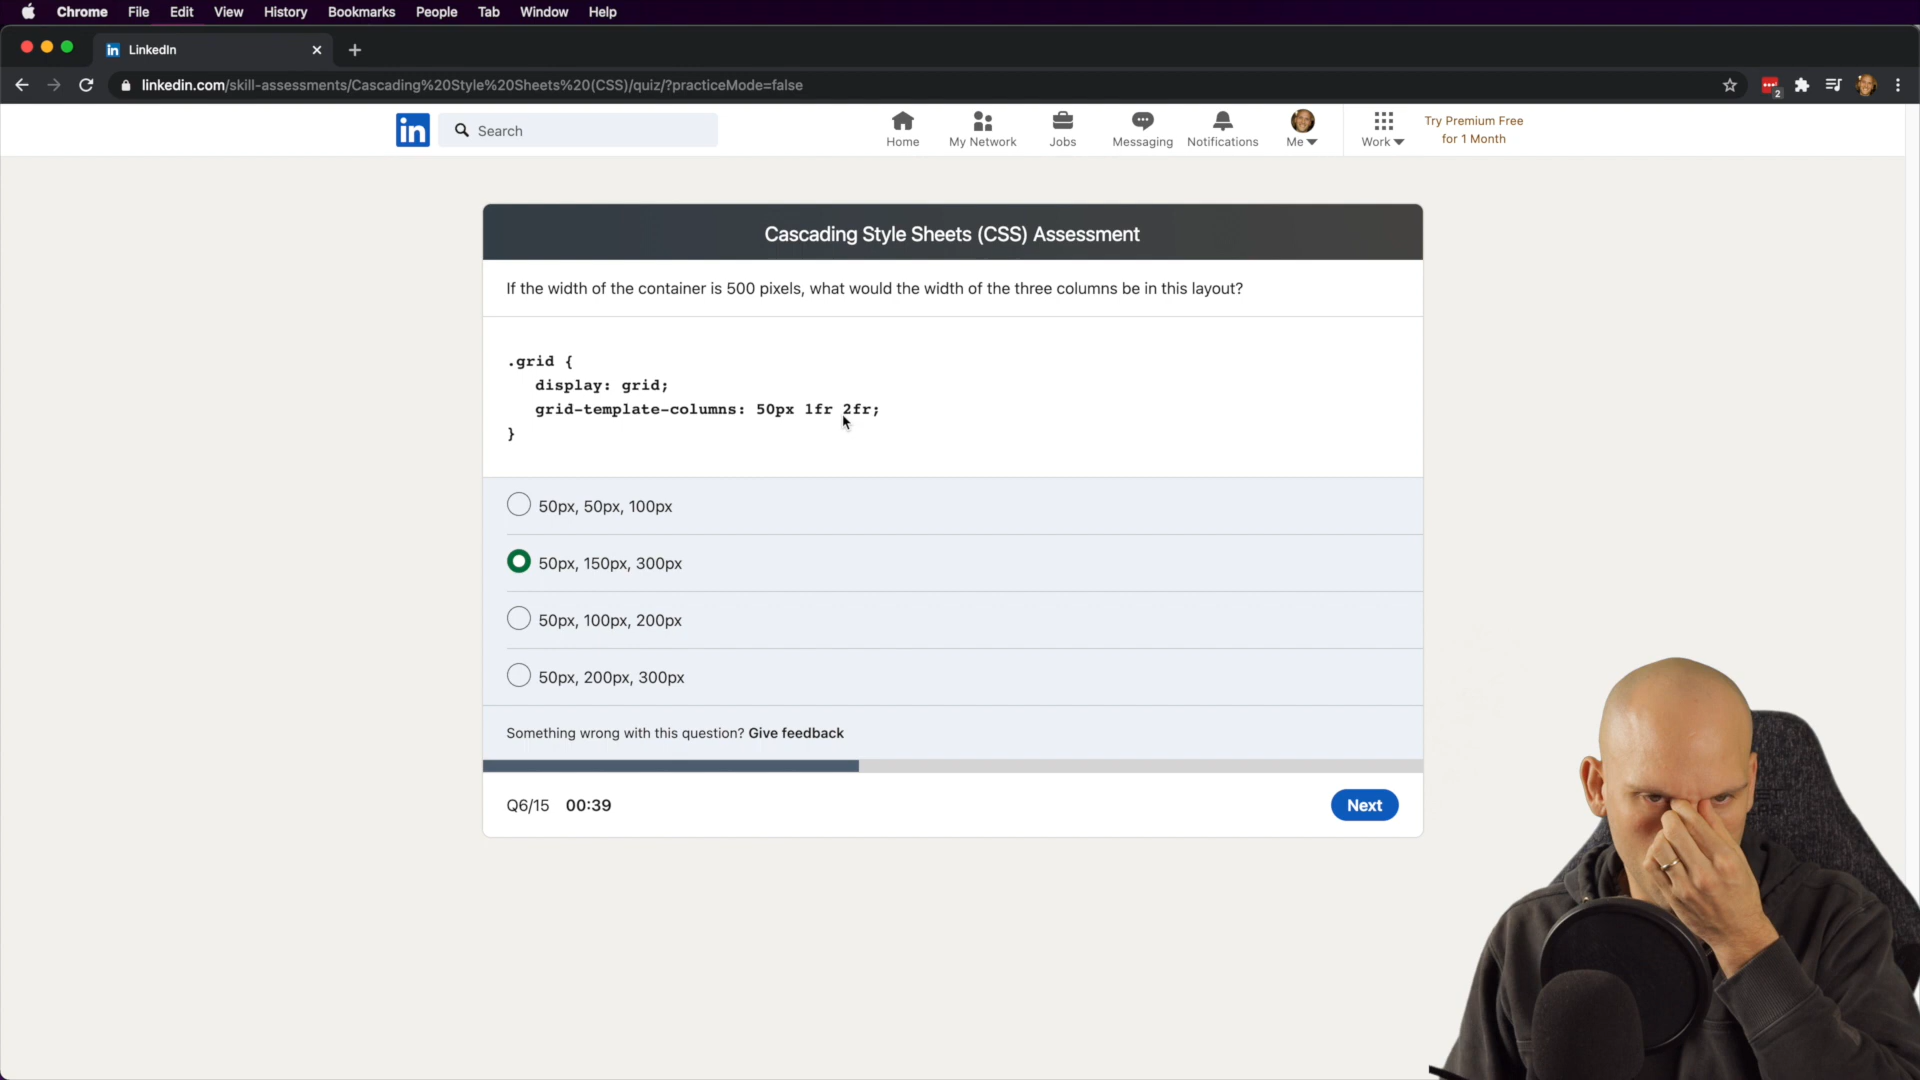 Chrome File Edit View History Bookmarks People Tab Window Help
in LinkedIn
linkedin.com/skill-assessments/Cascading%20Style%20Sheets%20(CSS)/quiz/?practiceMode=false
2
in Search
Home My Network Jobs Messaging Notifications Me Work
Try Premium Free
for 1 Month
Cascading Style Sheets (CSS) Assessment
If the width of the container is 500 pixels, what would the width of the three columns be in this layout?
.grid {
display: grid;
grid-template-columns: 50px 1fr 2fr;
}
50px, 50px, 100px
50px, 150px, 300px
50px, 100px, 200px
50px, 200px, 300px
Something wrong with this question? Give feedback
Q6/15 00:39
Next